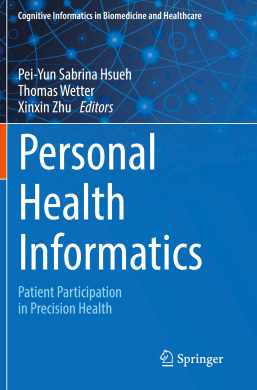 Cognitive Informatics in Biomedicine and Healthcare
Pei-Yun Sabrina Hsueh
Thomas Wetter
Xinxin Zhu Editors
Personal
Health
Informatics
Patient Participation
in Precision Health
Springer